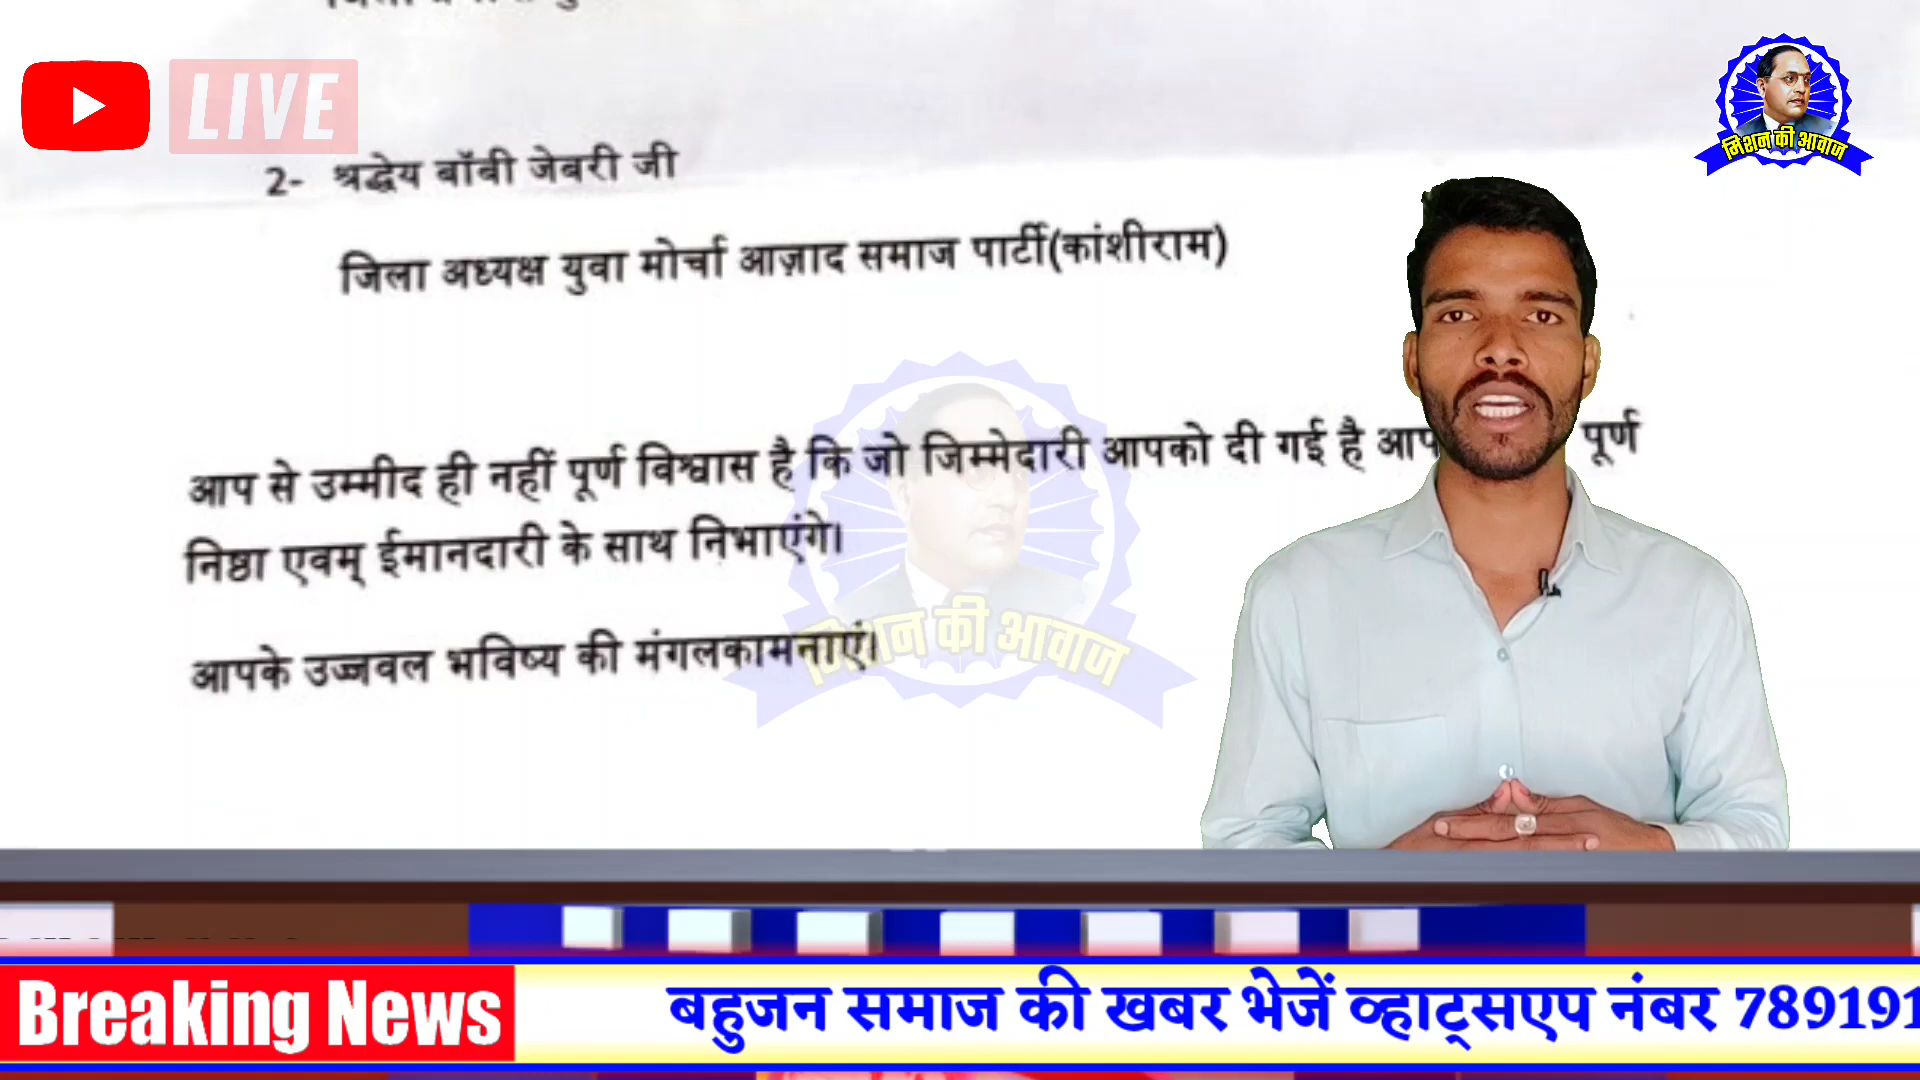 LIVE
मिशन की आवाज
2- श्रद्धेय बॉबी जेबरी जी
जिला अध्यक्ष युवा मोर्चा आज़ाद समाज पार्टी(कांशीराम)
आप से उम्मीद ही नहीं पूर्ण विश्वास है कि जो जिम्मेदारी आपको दी गई है आप पूर्ण
निष्ठा एवम् ईमानदारी के साथ निभाएंगे।
मिशन की आवाज
आपके उज्जवल भविष्य की मंगलकामनाएं।
Breaking News
बहुजन समाज की खबर भेजें व्हाट्सएप नंबर 789191